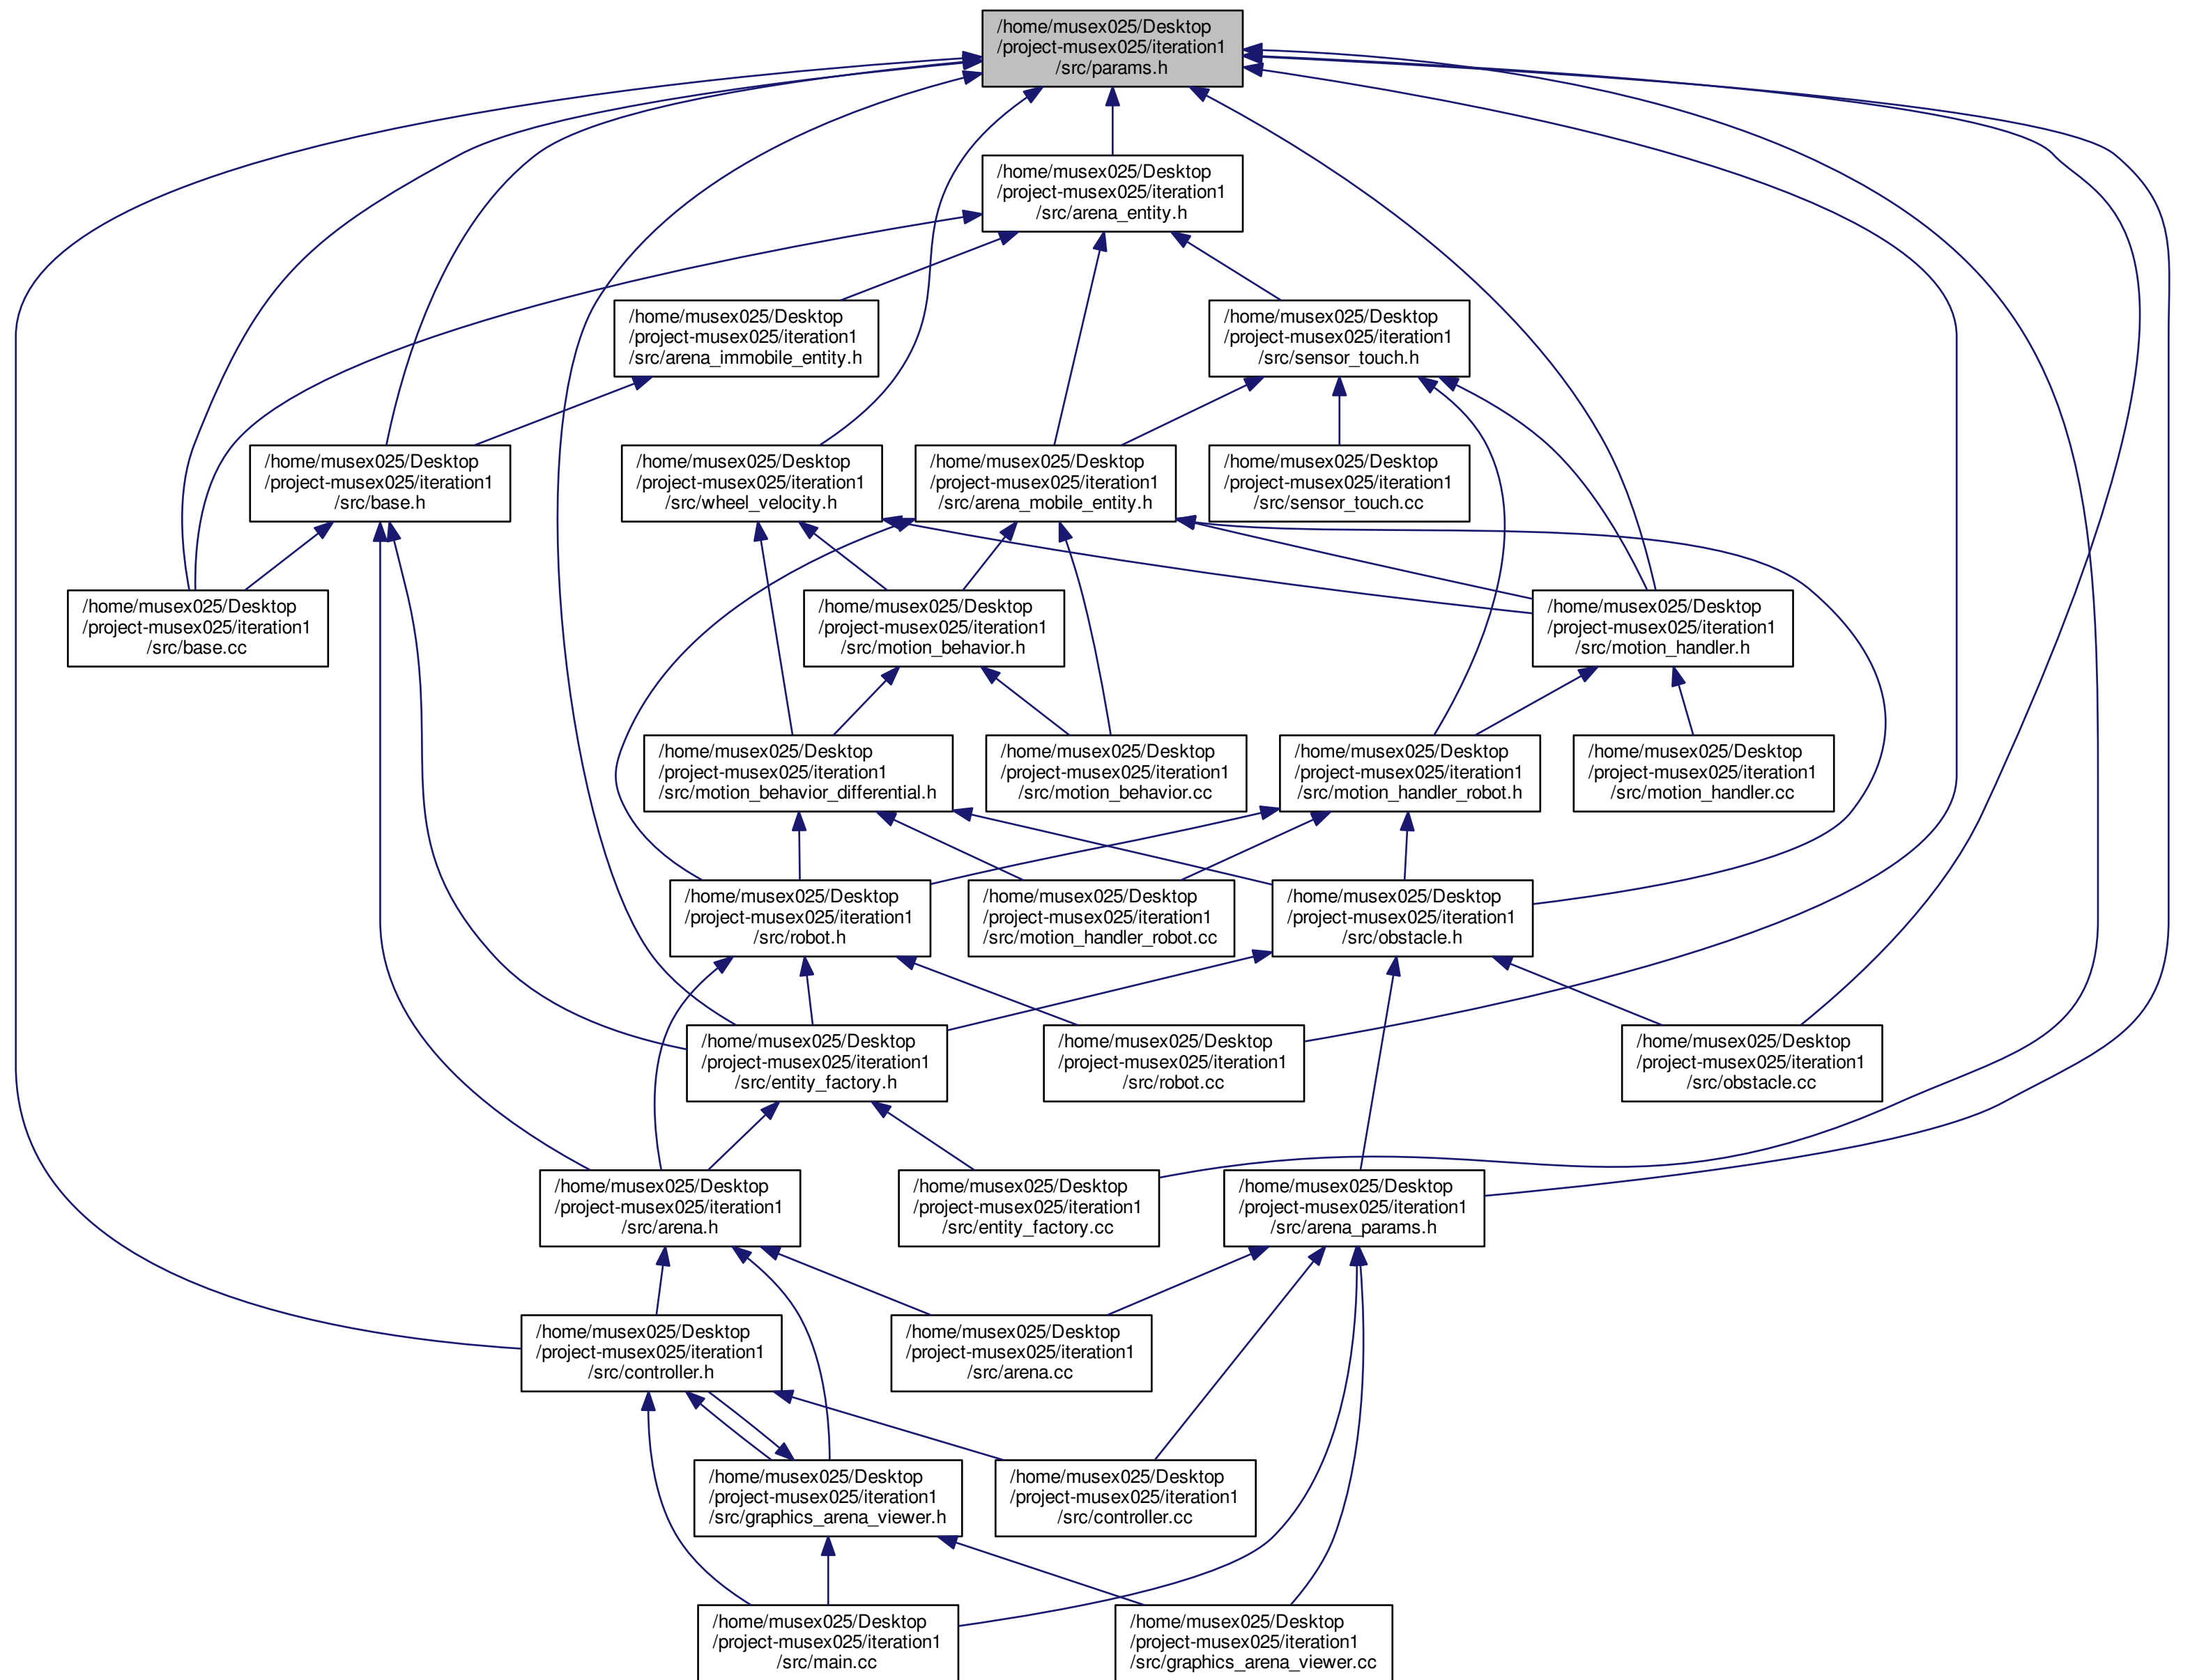 /home/musex025/Desktop
/project-musex025/iteration1
/src/params.h
/home/musex025/Desktop
/project-musex025/iteration1
/src/arena_entity.h
/home/musex025/Desktop
/project-musex025/iteration1
/src/arena_immobile_entity.h
/home/musex025/Desktop
/project-musex025/iteration1
/src/sensor_touch.h
/home/musex025/Desktop
/project-musex025/iteration1
/src/base.h
/home/musex025/Desktop
/project-musex025/iteration1
/src/wheel_velocity.h
/home/musex025/Desktop
/project-musex025/iteration1
/src/arena_mobile_entity.h
/home/musex025/Desktop
/project-musex025/iteration1
/src/sensor_touch.cc
/home/musex025/Desktop
/project-musex025/iteration1
/src/base.cc
/home/musex025/Desktop
/project-musex025/iteration1
/src/motion_behavior.h
/home/musex025/Desktop
/project-musex025/iteration1
/src/motion_handler.h
/home/musex025/Desktop
/project-musex025/iteration1
/src/motion_behavior_differential.h
/home/musex025/Desktop
/project-musex025/iteration1
/src/motion_behavior.cc
/home/musex025/Desktop
/project-musex025/iteration1
/src/motion_handler_robot.h
/home/musex025/Desktop
/project-musex025/iteration1
/src/motion_handler.cc
/home/musex025/Desktop
/project-musex025/iteration1
/src/robot.h
/home/musex025/Desktop
/project-musex025/iteration1
/src/motion_handler_robot.cc
/home/musex025/Desktop
/project-musex025/iteration1
/src/obstacle.h
/home/musex025/Desktop
/project-musex025/iteration1
/src/entity_factory.h
/home/musex025/Desktop
/project-musex025/iteration1
/src/robot.cc
/home/musex025/Desktop
/project-musex025/iteration1
/src/obstacle.cc
/home/musex025/Desktop
/project-musex025/iteration1
/src/arena.h
/home/musex025/Desktop
/project-musex025/iteration1
/src/entity_factory.cc
/home/musex025/Desktop
/project-musex025/iteration1
/src/arena_params.h
/home/musex025/Desktop
/project-musex025/iteration1
/src/controller.h
/home/musex025/Desktop
/project-musex025/iteration1
/src/arena.cc
/home/musex025/Desktop
/project-musex025/iteration1
/src/graphics_arena_viewer.h
/home/musex025/Desktop
/project-musex025/iteration1
/src/controller.cc
/home/musex025/Desktop
/project-musex025/iteration1
/src/main.cc
/home/musex025/Desktop
/project-musex025/iteration1
/src/graphics_arena_viewer.cc